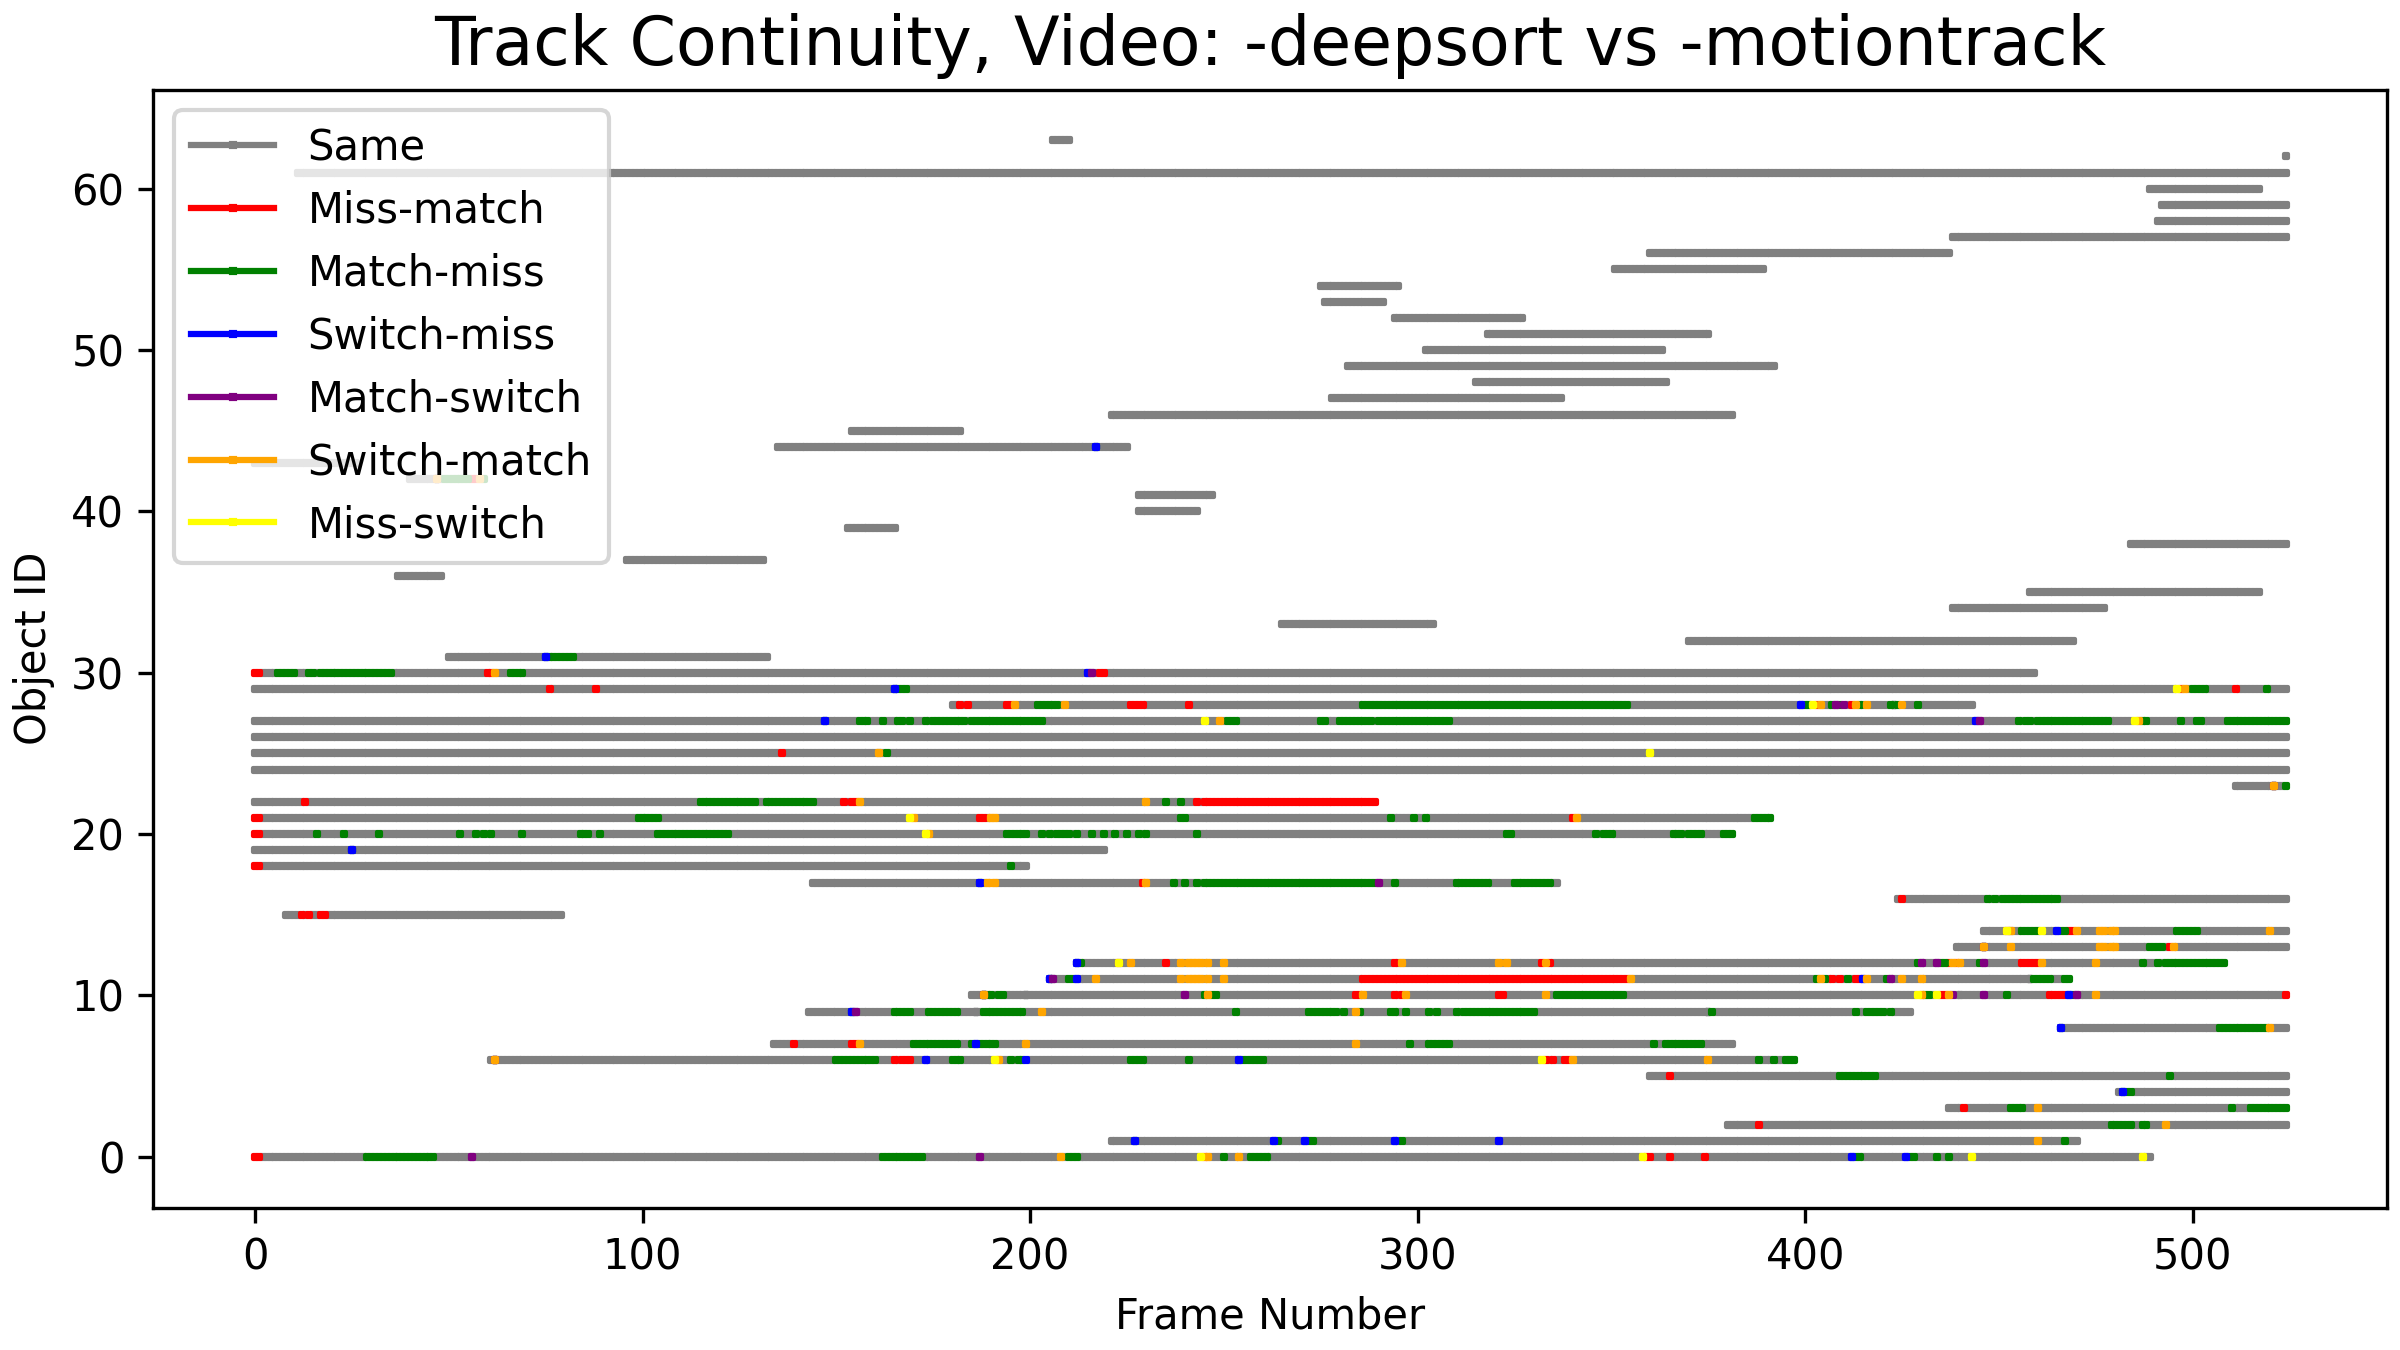 Track Continuity, Video: -deepsort vs -motiontrack
Same
Miss-match
Match-miss
Switch-miss
Match-switch
Switch-match
Miss-switch
60
50
40
30
20
10
0
Object ID
0 100 200 300 400 500
Frame Number